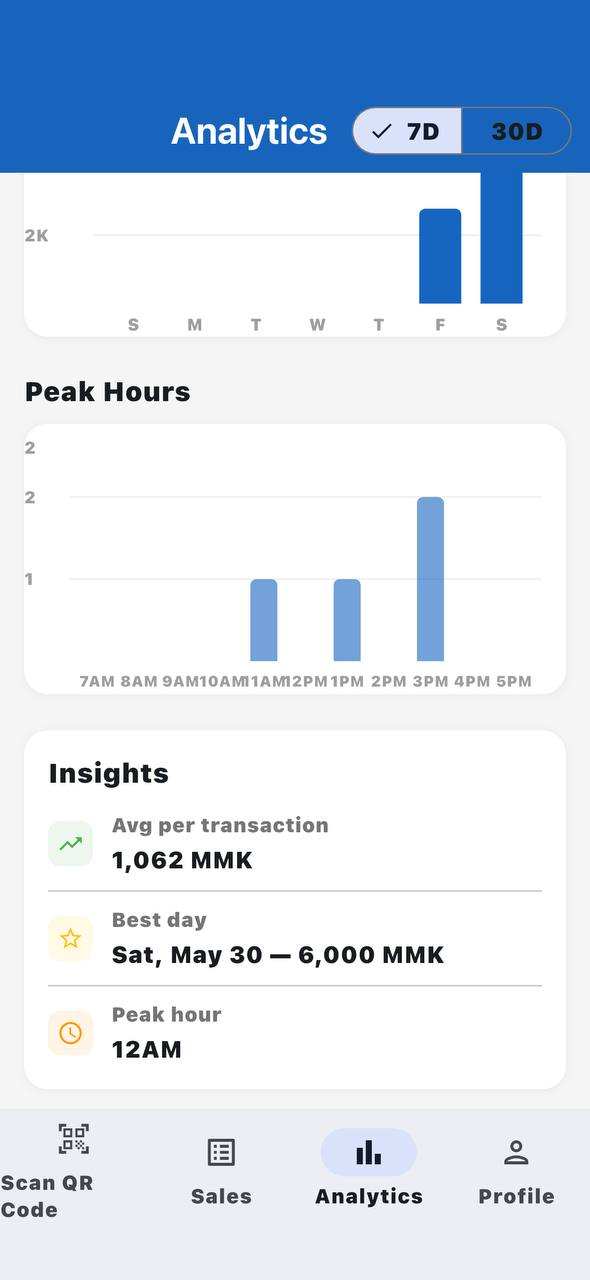 Analytics
7D
30D
2K
S M T W T F S
Peak Hours
2
2
1
7AM 8AM 9AM 10AM 11AM 12PM 1PM 2PM 3PM 4PM 5PM
Insights
Avg per transaction
1,062 MMK
Best day
Sat, May 30 — 6,000 MMK
Peak hour
12AM
Scan QR
Code
Sales
Analytics
Profile